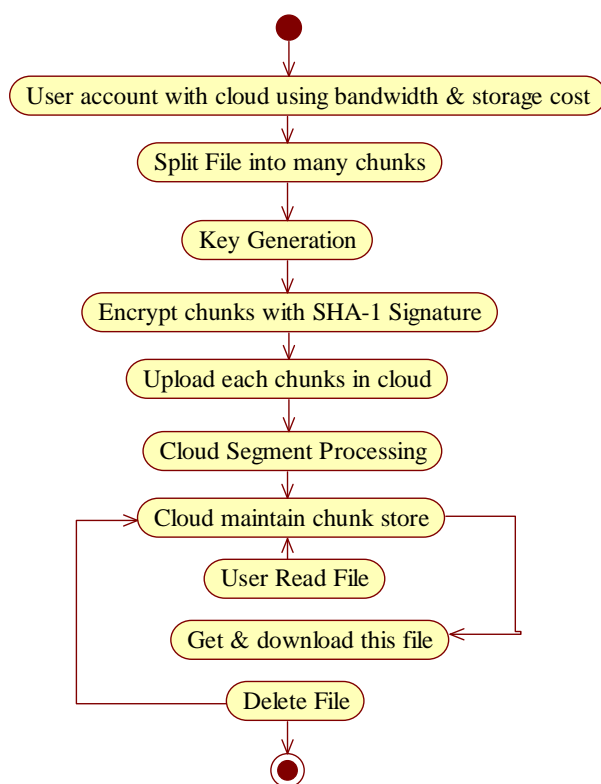 User account with cloud using bandwidth & storage cost
Split File into many chunks
Key Generation
Encrypt chunks with SHA-1 Signature
Upload each chunks in cloud
Cloud Segment Processing
Cloud maintain chunk store
User Read File
Get & download this file
Delete File